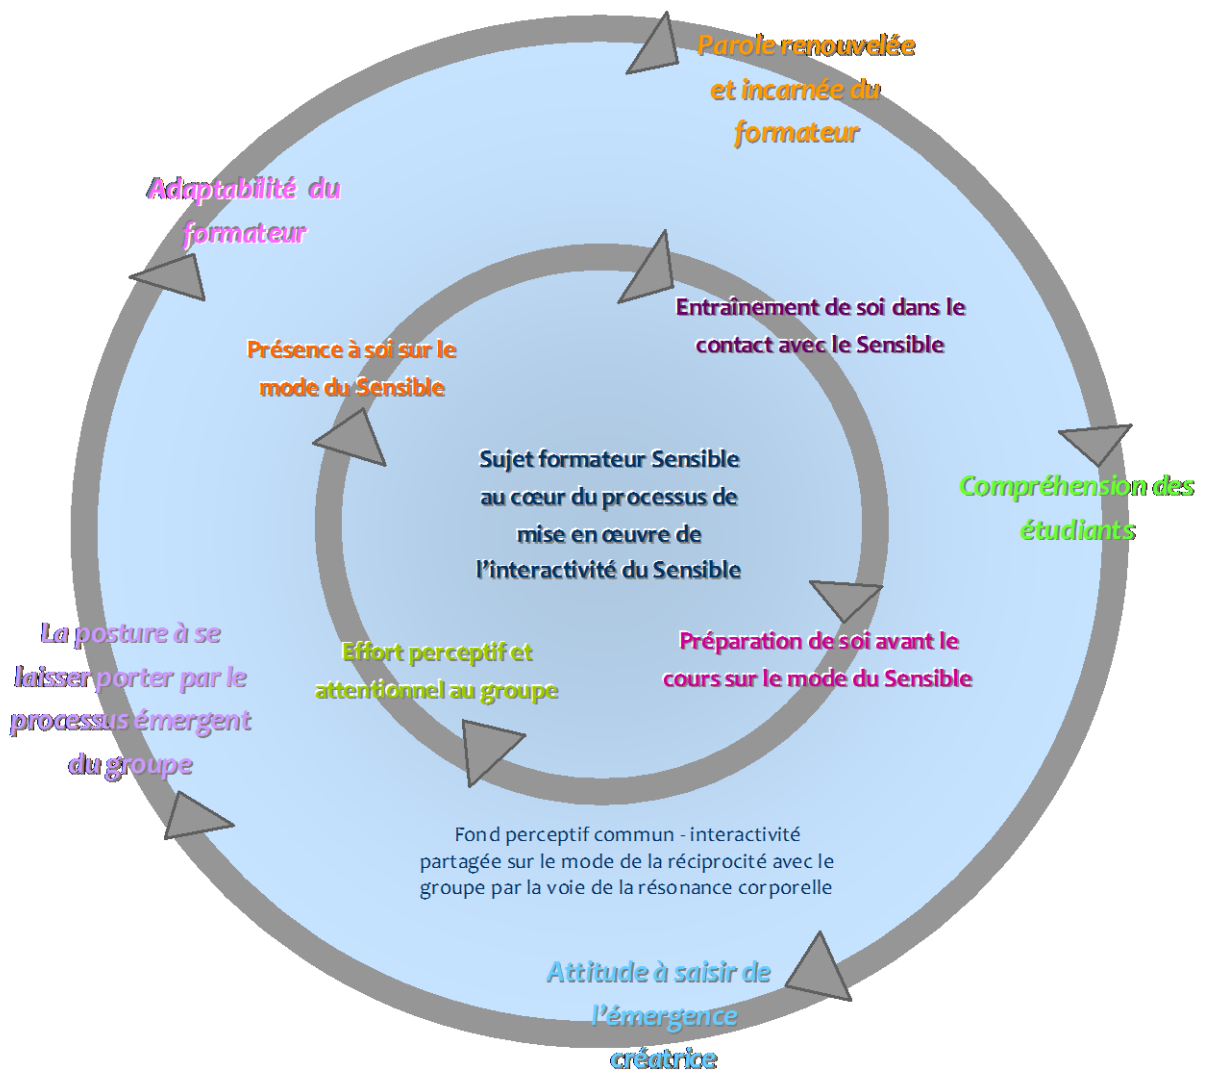 Parole renouvelée
et incarnée du
formateur
Adaptabilité du
formateur
Entraînement de soi dans le
contact avec le Sensible
Présence à soi sur le
mode du Sensible
Sujet formateur Sensible
au cœur du processus de
mise en œuvre de
l’interactivité du Sensible
Compréhension des
étudiants
La posture à se
laisser porter par le
processus émergent
du groupe
Effort perceptif et
attentionnel au groupe
Préparation de soi avant le
cours sur le mode du Sensible
Fond perceptif commun - interactivité
partagée sur le mode de la réciprocité avec le
groupe par la voie de la résonance corporelle
Attitude à saisir de
l’émergence
créatrice